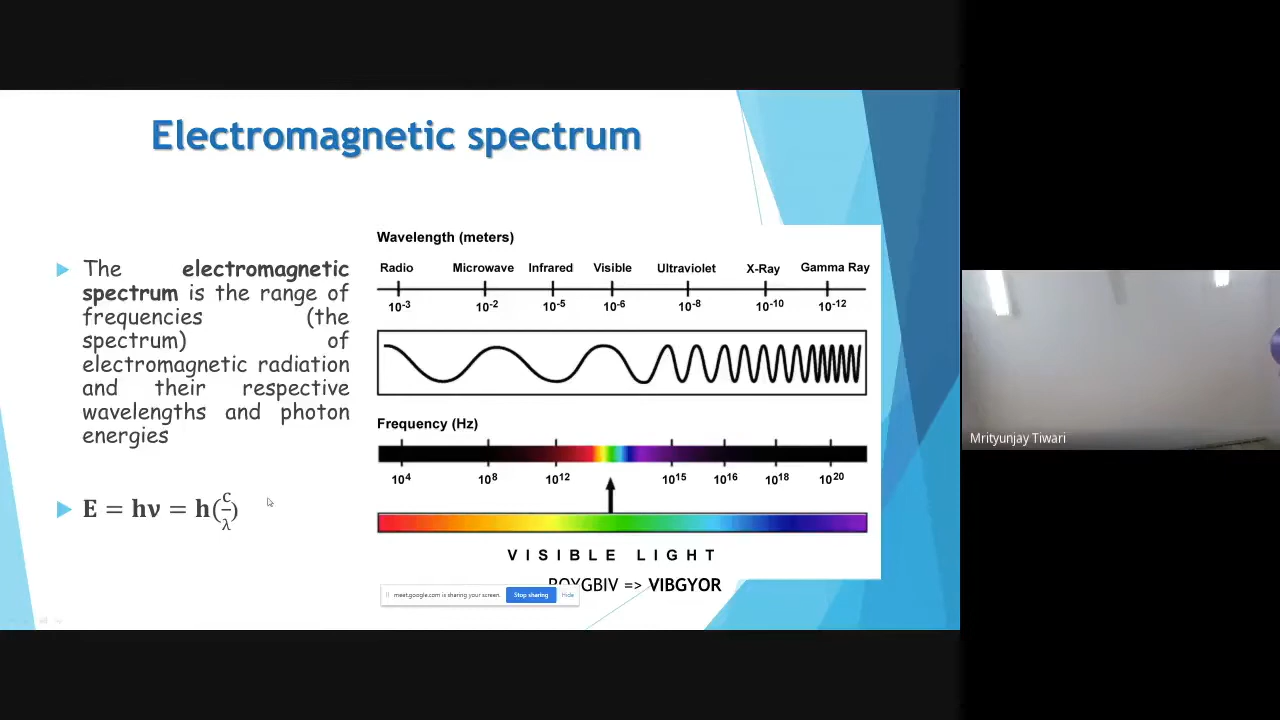 Electromagnetic spectrum
The electromagnetic
spectrum is the range of
frequencies (the
spectrum) of
electromagnetic radiation
and their respective
wavelengths and photon
energies
E = hν = h(c/λ)
Wavelength (meters)
Radio Microwave Infrared Visible Ultraviolet X-Ray Gamma Ray
10⁻³ 10⁻² 10⁻⁵ 10⁻⁶ 10⁻⁸ 10⁻¹⁰ 10⁻¹²
Frequency (Hz)
10⁴ 10⁸ 10¹² 10¹⁵ 10¹⁶ 10¹⁸ 10²⁰
VISIBLE LIGHT
ROYGBIV => VIBGYOR
meet.google.com is sharing your screen. Stop sharing Hide
Mrityunjay Tiwari